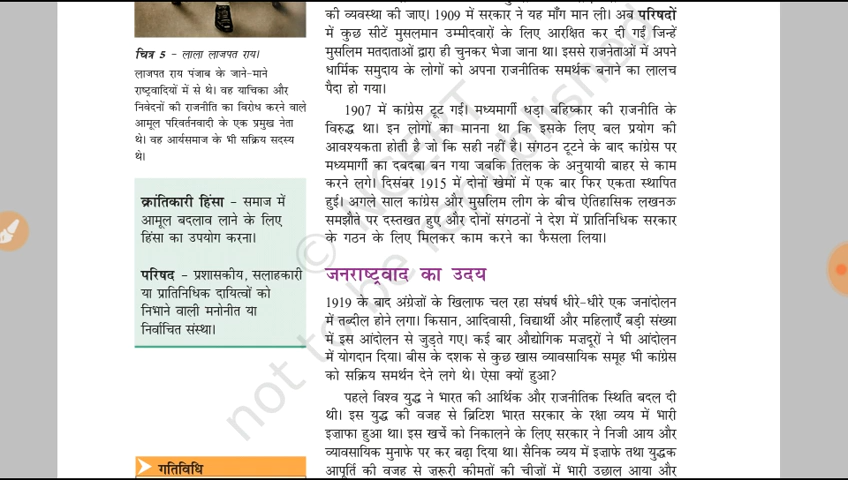 चित्र 5 – लाला लाजपत राय।
लाजपत राय पंजाब के जाने-माने
राष्ट्रवादियों में से थे। वह याचिका और
निवेदनों की राजनीति का विरोध करने वाले
आमूल परिवर्तनवादी के एक प्रमुख नेता
थे। वह आर्यसमाज के भी सक्रिय सदस्य
थे।
क्रांतिकारी हिंसा – समाज में
आमूल बदलाव लाने के लिए
हिंसा का उपयोग करना।
परिषद – प्रशासकीय, सलाहकारी
या प्रातिनिधिक दायित्वों को
निभाने वाली मनोनीत या
निर्वाचित संस्था।
गतिविधि
की व्यवस्था की जाए। 1909 में सरकार ने यह माँग मान ली। अब परिषदों
में कुछ सीटें मुसलमान उम्मीदवारों के लिए आरक्षित कर दी गईं जिन्हें
मुसलिम मतदाताओं द्वारा ही चुनकर भेजा जाना था। इससे राजनेताओं में अपने
धार्मिक समुदाय के लोगों को अपना राजनीतिक समर्थक बनाने का लालच
पैदा हो गया।
1907 में कांग्रेस टूट गई। मध्यमार्गी धड़ा बहिष्कार की राजनीति के
विरुद्ध था। इन लोगों का मानना था कि इसके लिए बल प्रयोग की
आवश्यकता होती है जो कि सही नहीं है। संगठन टूटने के बाद कांग्रेस पर
मध्यमार्गी का दबदबा बन गया जबकि तिलक के अनुयायी बाहर से काम
करने लगे। दिसंबर 1915 में दोनों खेमों में एक बार फिर एकता स्थापित
हुई। अगले साल कांग्रेस और मुसलिम लीग के बीच ऐतिहासिक लखनऊ
समझौते पर दस्तखत हुए और दोनों संगठनों ने देश में प्रातिनिधिक सरकार
के गठन के लिए मिलकर काम करने का फैसला लिया।
जनराष्ट्रवाद का उदय
1919 के बाद अंग्रेजों के खिलाफ चल रहा संघर्ष धीरे-धीरे एक जनांदोलन
में तब्दील होने लगा। किसान, आदिवासी, विद्यार्थी और महिलाएँ बड़ी संख्या
में इस आंदोलन से जुड़ते गए। कई बार औद्योगिक मजदूरों ने भी आंदोलन
में योगदान दिया। बीस के दशक से कुछ खास व्यावसायिक समूह भी कांग्रेस
को सक्रिय समर्थन देने लगे थे। ऐसा क्यों हुआ?
पहले विश्व युद्ध ने भारत की आर्थिक और राजनीतिक स्थिति बदल दी
थी। इस युद्ध की वजह से ब्रिटिश भारत सरकार के रक्षा व्यय में भारी
इज़ाफा हुआ था। इस खर्चे को निकालने के लिए सरकार ने निजी आय और
व्यावसायिक मुनाफे पर कर बढ़ा दिया था। सैनिक व्यय में इज़ाफे तथा युद्धक
आपूर्ति की वजह से ज़रूरी कीमतों की चीज़ों में भारी उछाल आया और
© NCERT
not to be republished